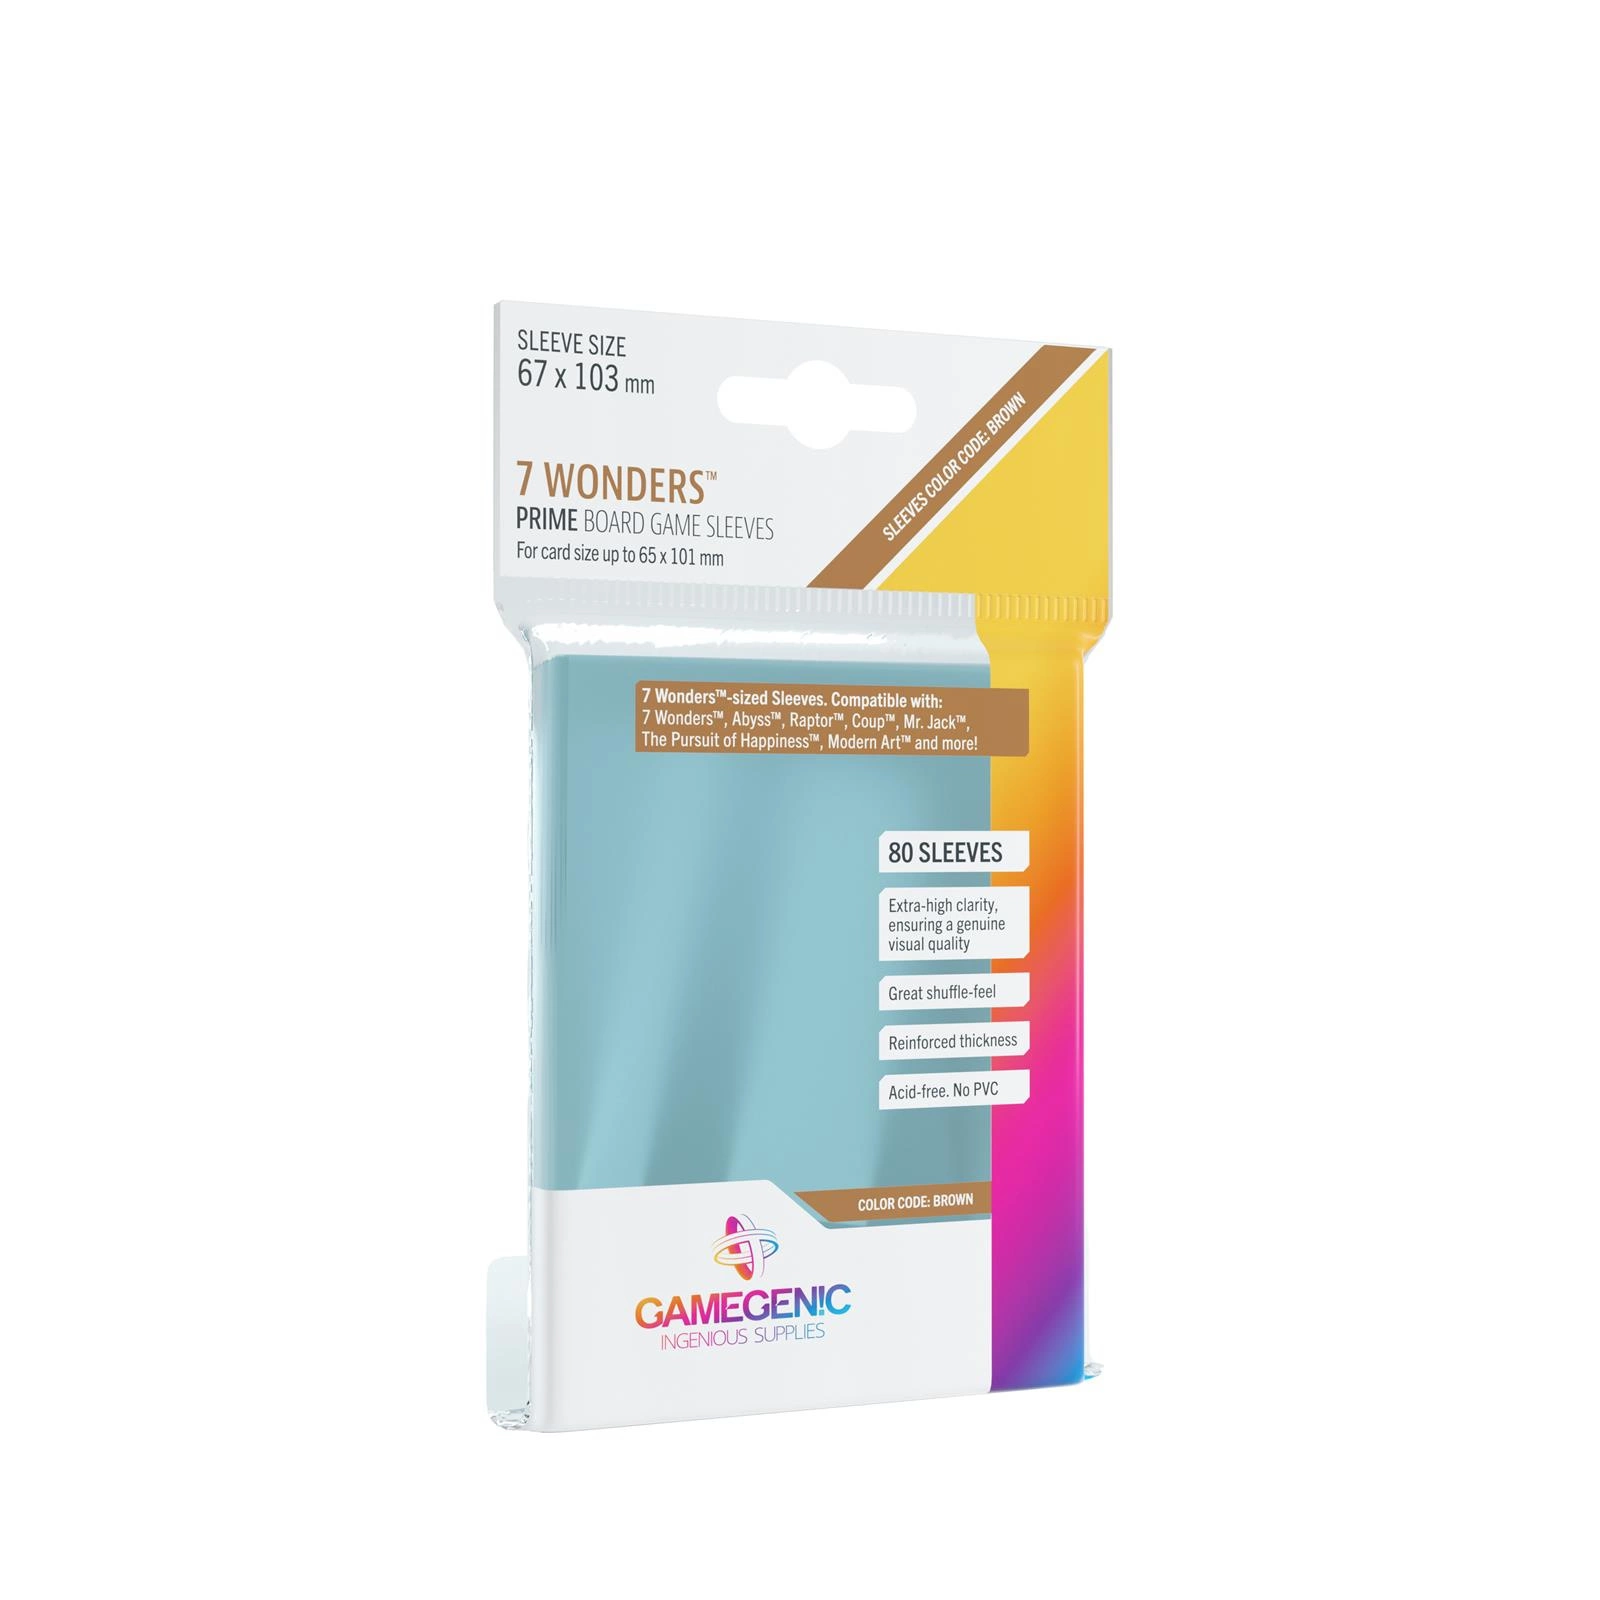 SLEEVE SIZE
67 x 103 mm
SLEEVES COLOR CODE: BROWN
7 WONDERS™
PRIME BOARD GAME SLEEVES
For card size up to 65 x 101 mm
7 Wonders™-sized Sleeves. Compatible with:
7 Wonders™, Abyss™, Raptor™, Coup™, Mr. Jack™,
The Pursuit of Happiness™, Modern Art™ and more!
80 SLEEVES
Extra-high clarity,
ensuring a genuine
visual quality
Great shuffle-feel
Reinforced thickness
Acid-free. No PVC
COLOR CODE: BROWN
GAMEGEN!C
INGENIOUS SUPPLIES